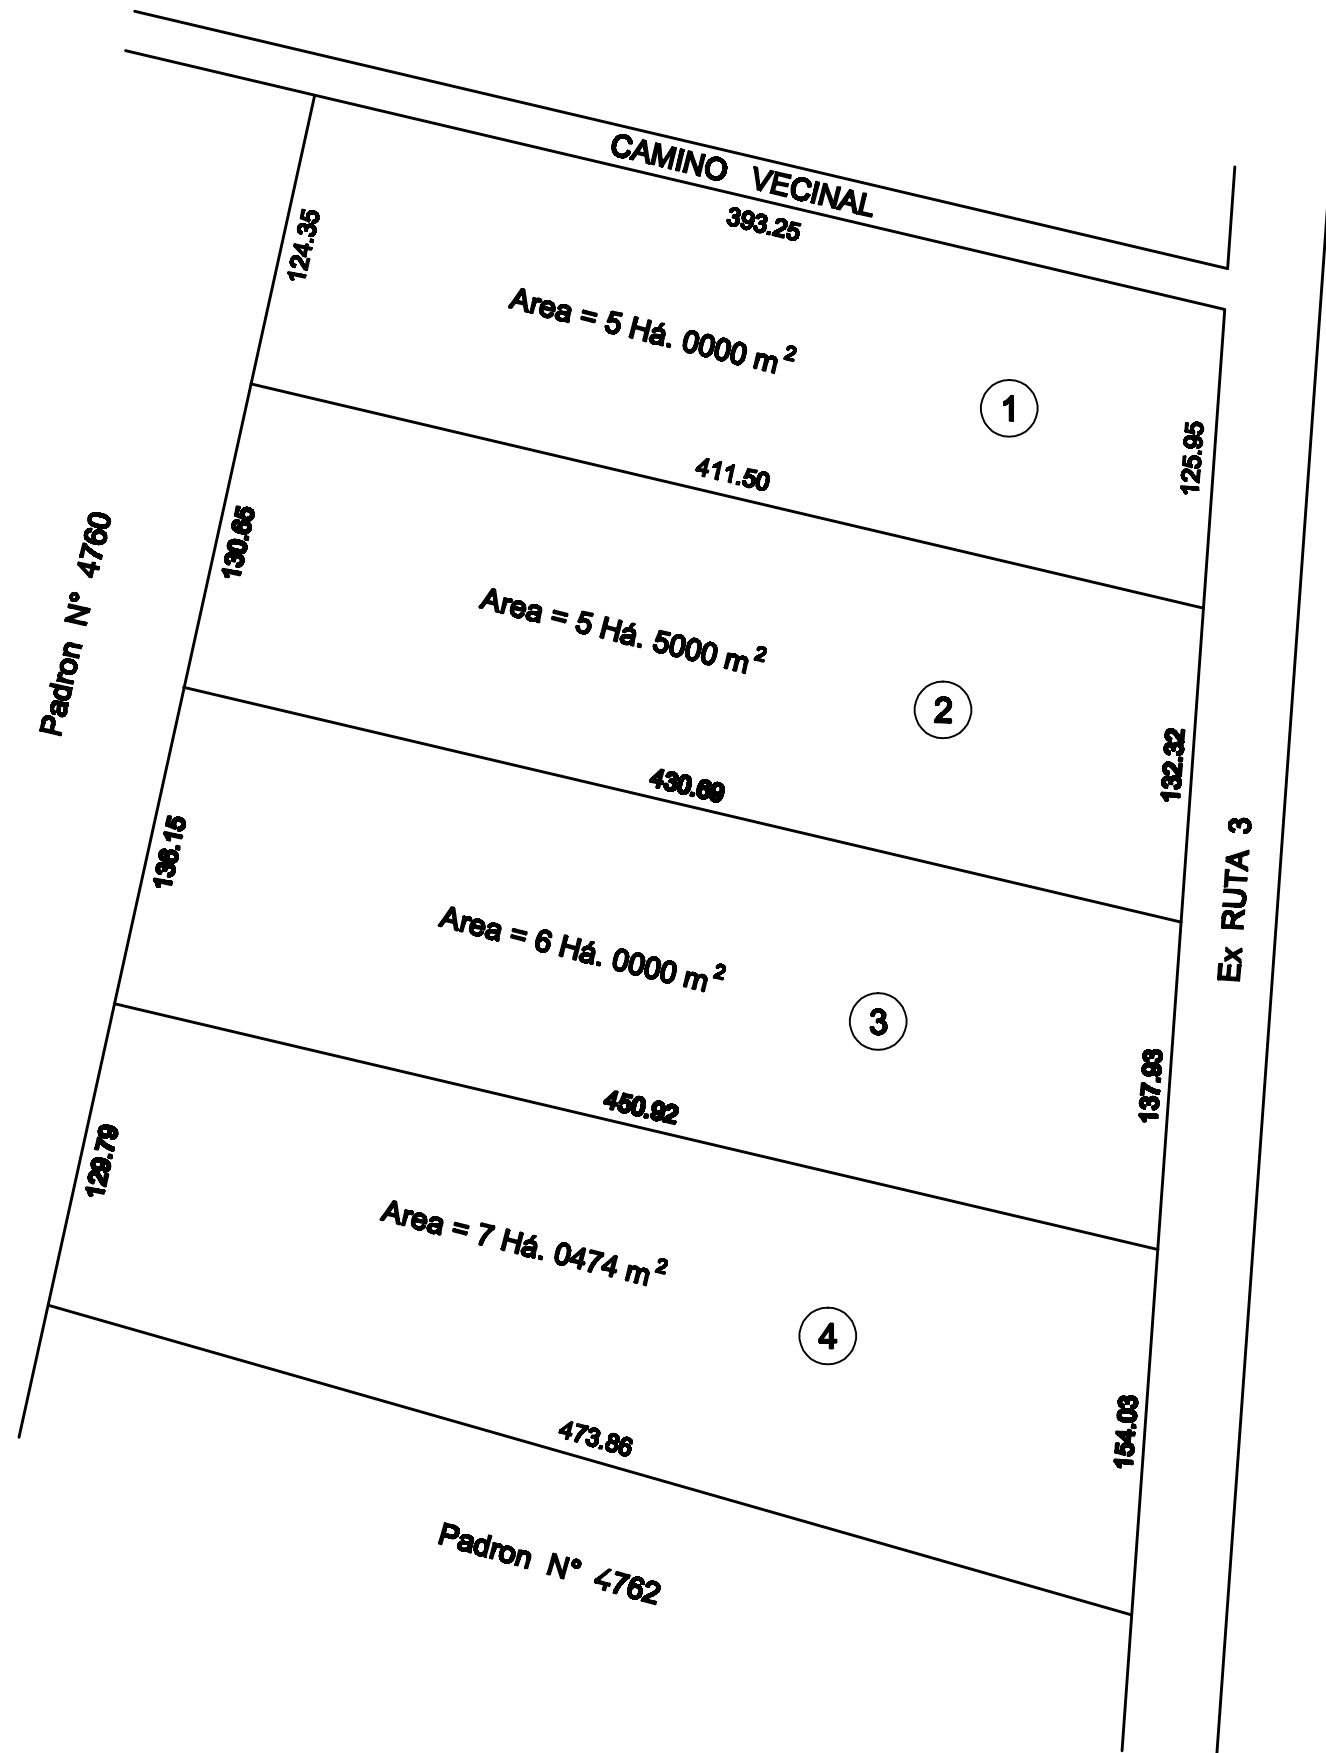 CAMINO VECINAL
393.25
124.35
Area = 5 Há. 0000 m²
1
125.95
411.50
130.65
Padron N° 4760
Area = 5 Há. 5000 m²
2
132.32
430.69
136.15
Ex RUTA 3
Area = 6 Há. 0000 m²
3
137.93
450.92
129.79
Area = 7 Há. 0474 m²
4
154.03
473.86
Padron N° 4762